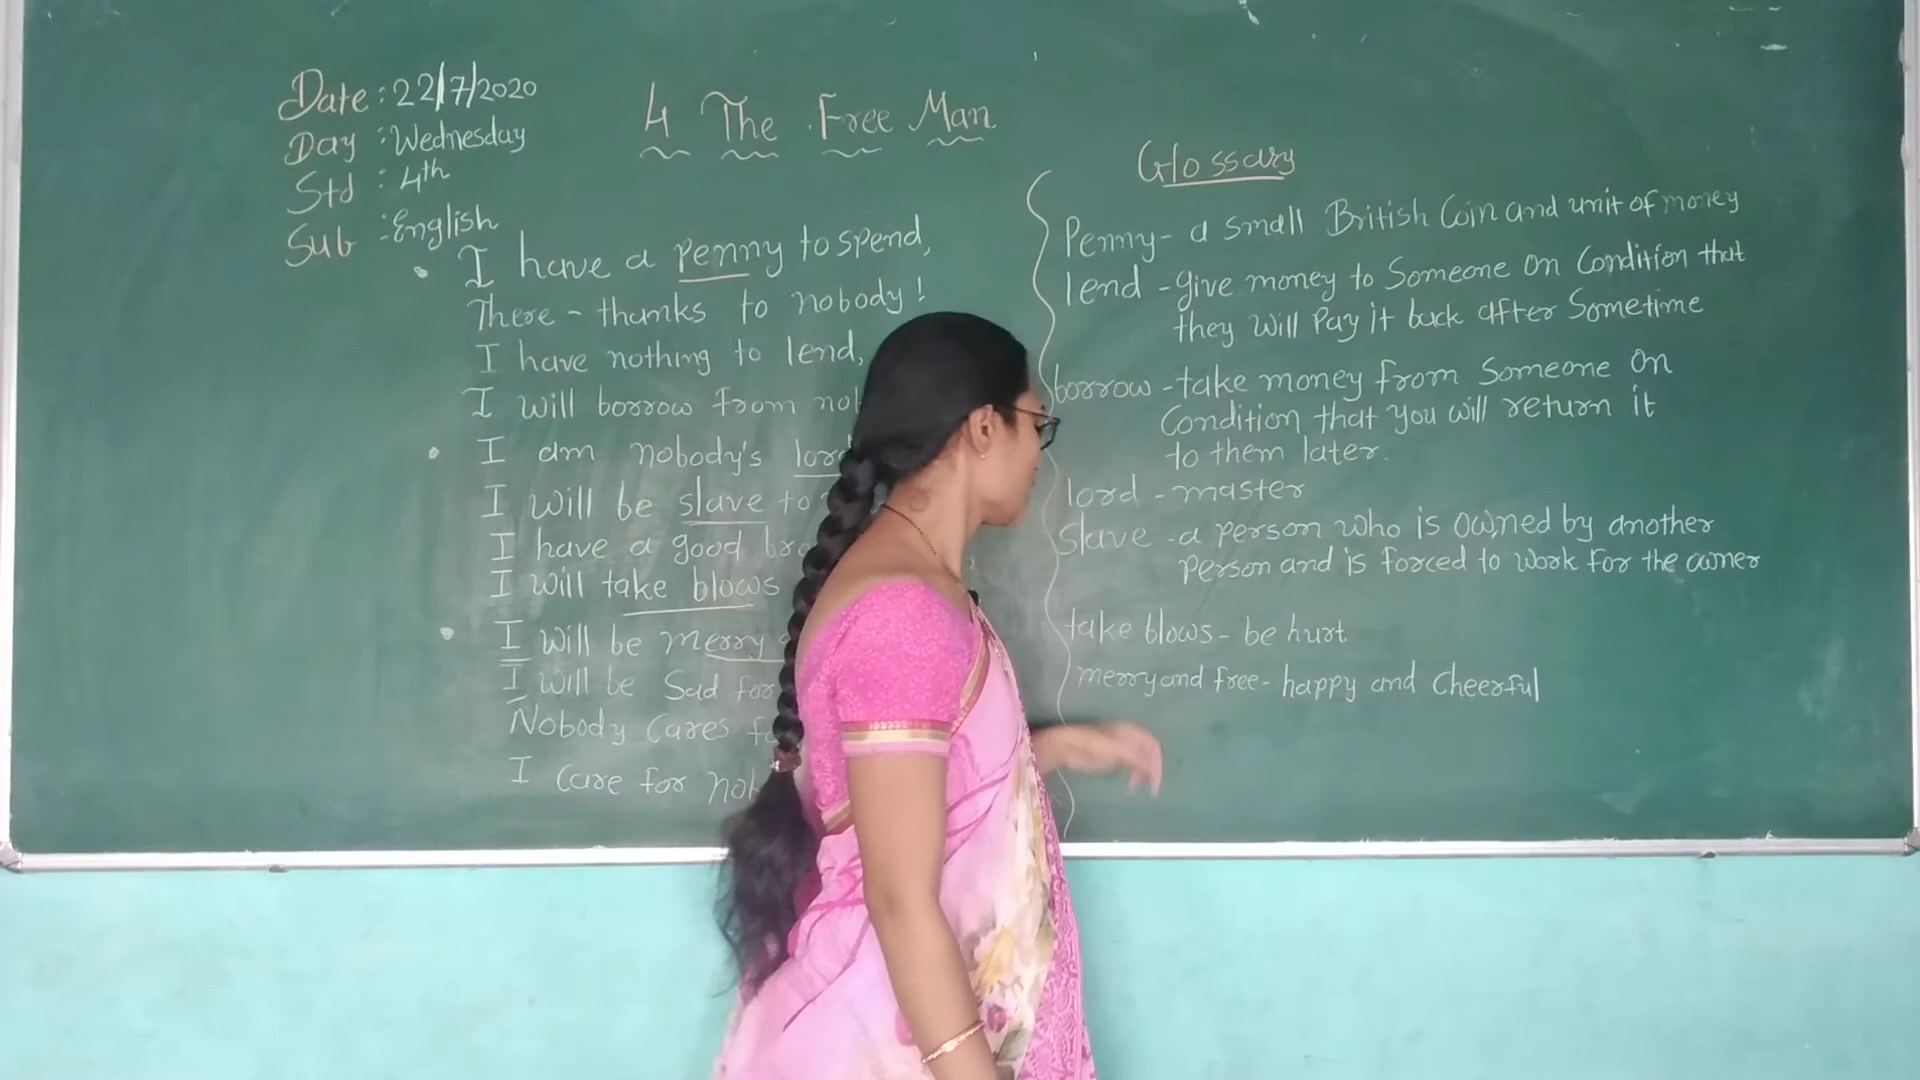 Date : 22/7/2020
Day : Wednesday
Std : 4th
Sub : English
4 The Free Man
I have a penny to spend,
There - thanks to nobody!
I have nothing to lend,
I will borrow from
I am nobody's
I will be slave to
I have a good
I will take blows
I will be merry
I will be Sad for
Nobody Cares
I Care for
Glossary
Penny - a small British Coin and unit of money
lend - give money to Someone on Condition that
they will Pay it back after Sometime
borrow - take money from Someone on
Condition that you will return it
to them later.
lord - master
Slave - a person who is owned by another
person and is forced to work for the owner
take blows - be hurt
merry and free - happy and Cheerful